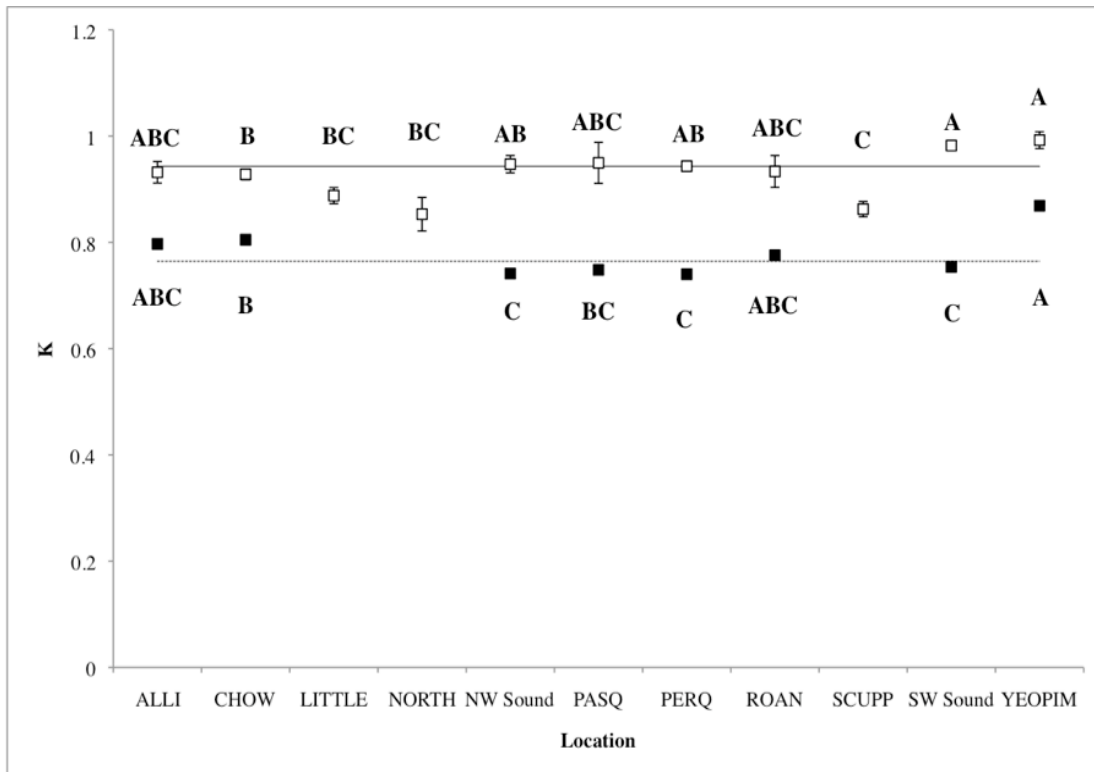 1.2
A
A
ABC
AB
AB
ABC
B
BC
BC
ABC
C
1
0.8
ABC
B
C
BC
C
ABC
C
A
0.6
K
0.4
0.2
0
ALLI CHOW LITTLE NORTH NW Sound PASQ PERQ ROAN SCUPP SW Sound YEOPIM
Location